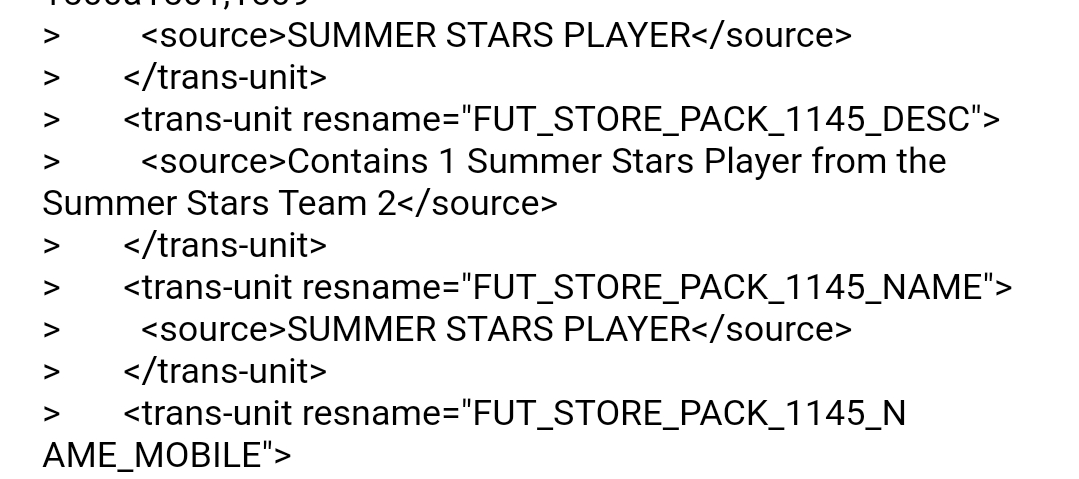 >         <source>SUMMER STARS PLAYER</source>
>       </trans-unit>
>       <trans-unit resname="FUT_STORE_PACK_1145_DESC">
>         <source>Contains 1 Summer Stars Player from the
Summer Stars Team 2</source>
>       </trans-unit>
>       <trans-unit resname="FUT_STORE_PACK_1145_NAME">
>         <source>SUMMER STARS PLAYER</source>
>       </trans-unit>
>       <trans-unit resname="FUT_STORE_PACK_1145_N
AME_MOBILE">